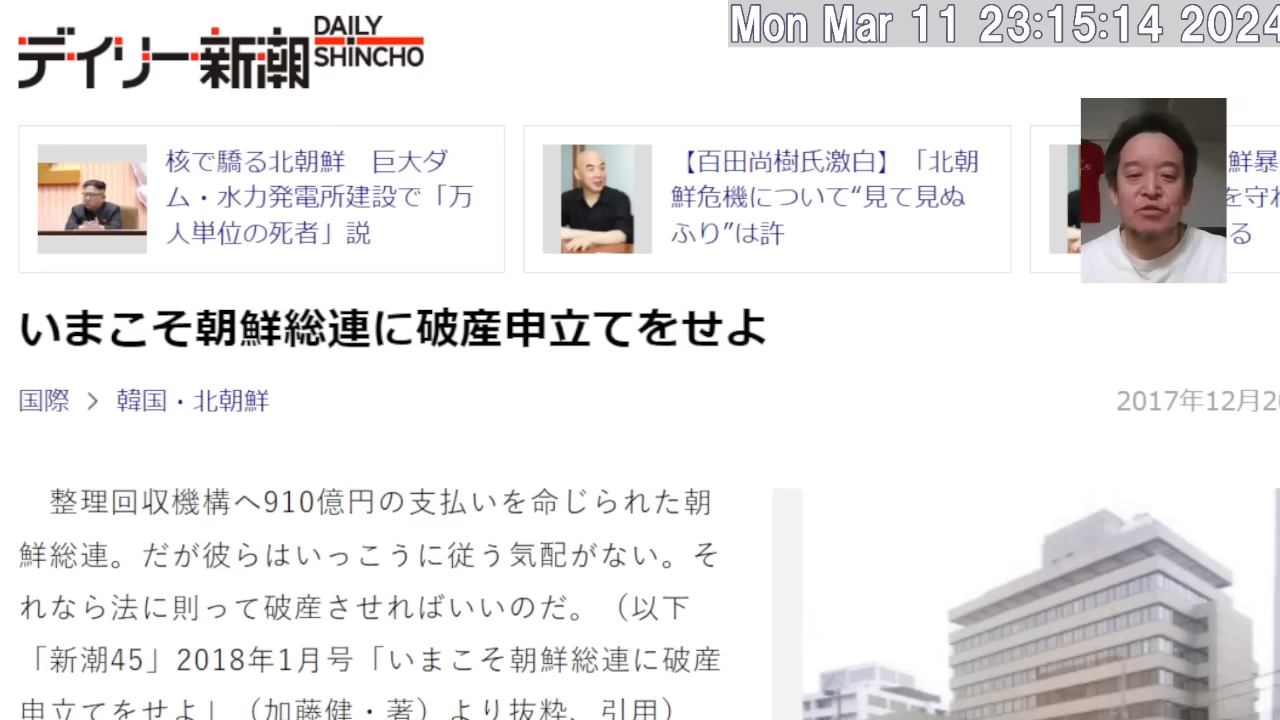 デイリー新潮
DAILY
SHINCHO
Mon Mar 11 23:15:14 2024
核で驕る北朝鮮　巨大ダ
ム・水力発電所建設で「万
人単位の死者」説
【百田尚樹氏激白】「北朝
鮮危機について“見て見ぬ
ふり”は許
鮮暴
を守れ
る
いまこそ朝鮮総連に破産申立てをせよ
国際 > 韓国・北朝鮮
2017年12月
整理回収機構へ910億円の支払いを命じられた朝
鮮総連。だが彼らはいっこうに従う気配がない。そ
れなら法に則って破産させればいいのだ。（以下
「新潮45」2018年1月号「いまこそ朝鮮総連に破産
申立てをせよ」（加藤健・著）より抜粋、引用）